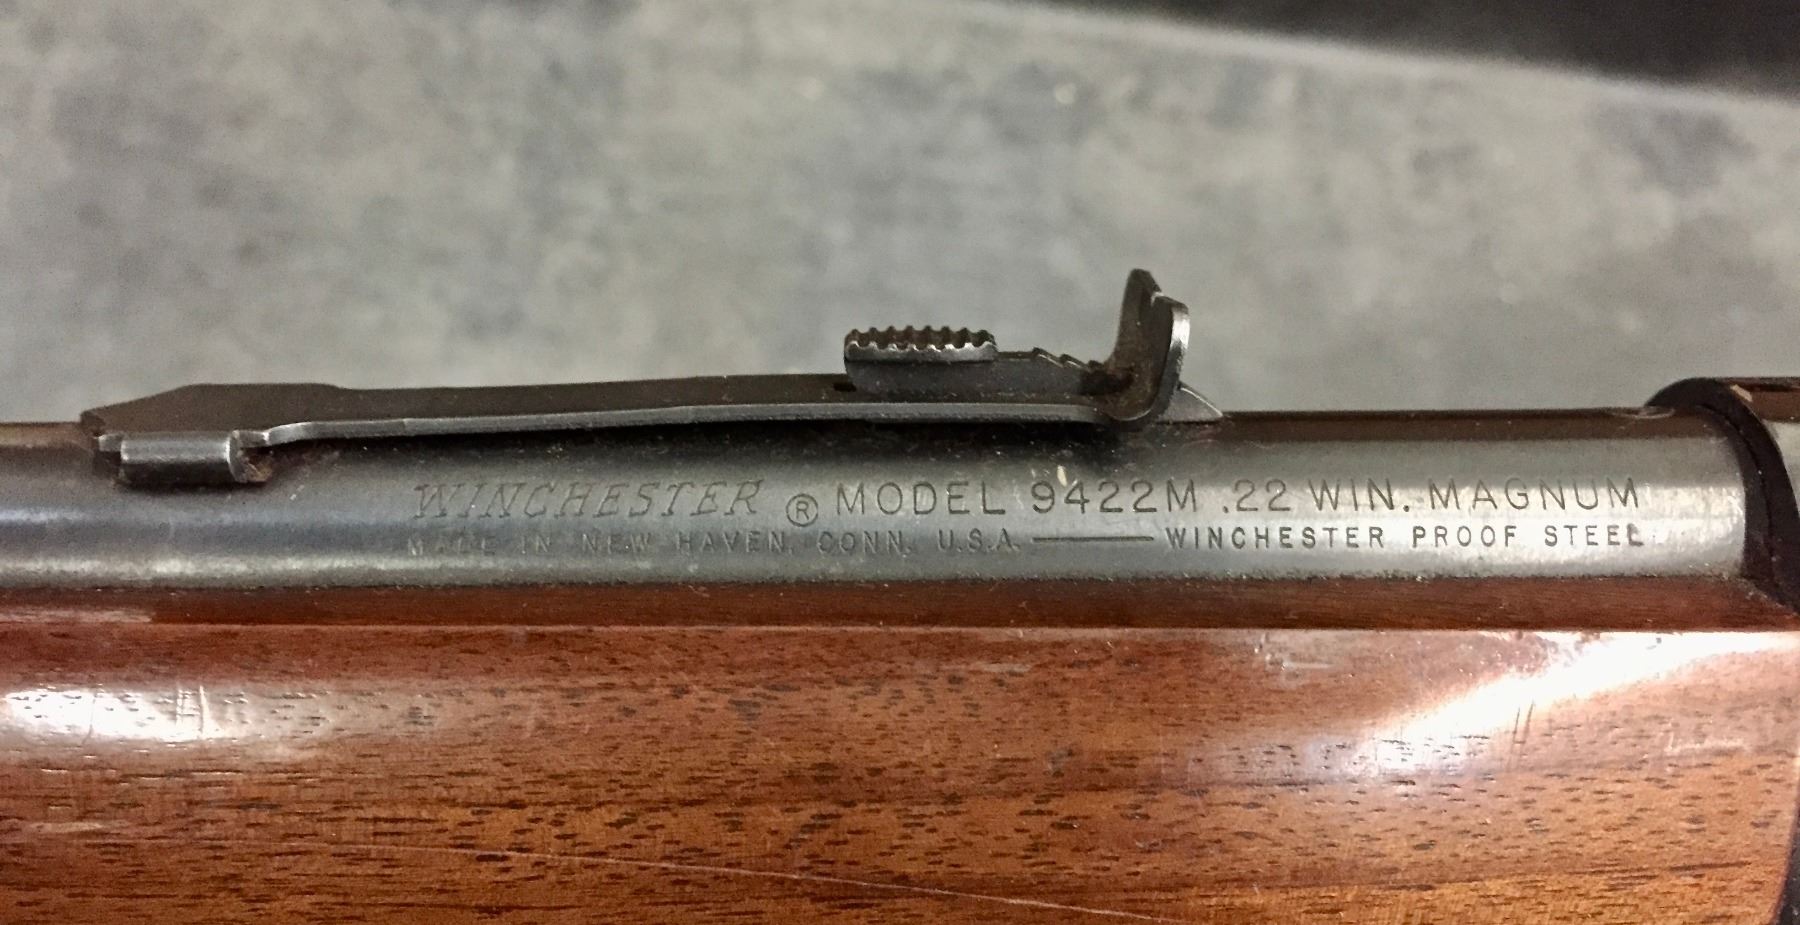 WINCHESTER ® MODEL 9422M .22 WIN. MAGNUM
MADE IN NEW HAVEN, CONN. U.S.A. ——— WINCHESTER PROOF STEEL